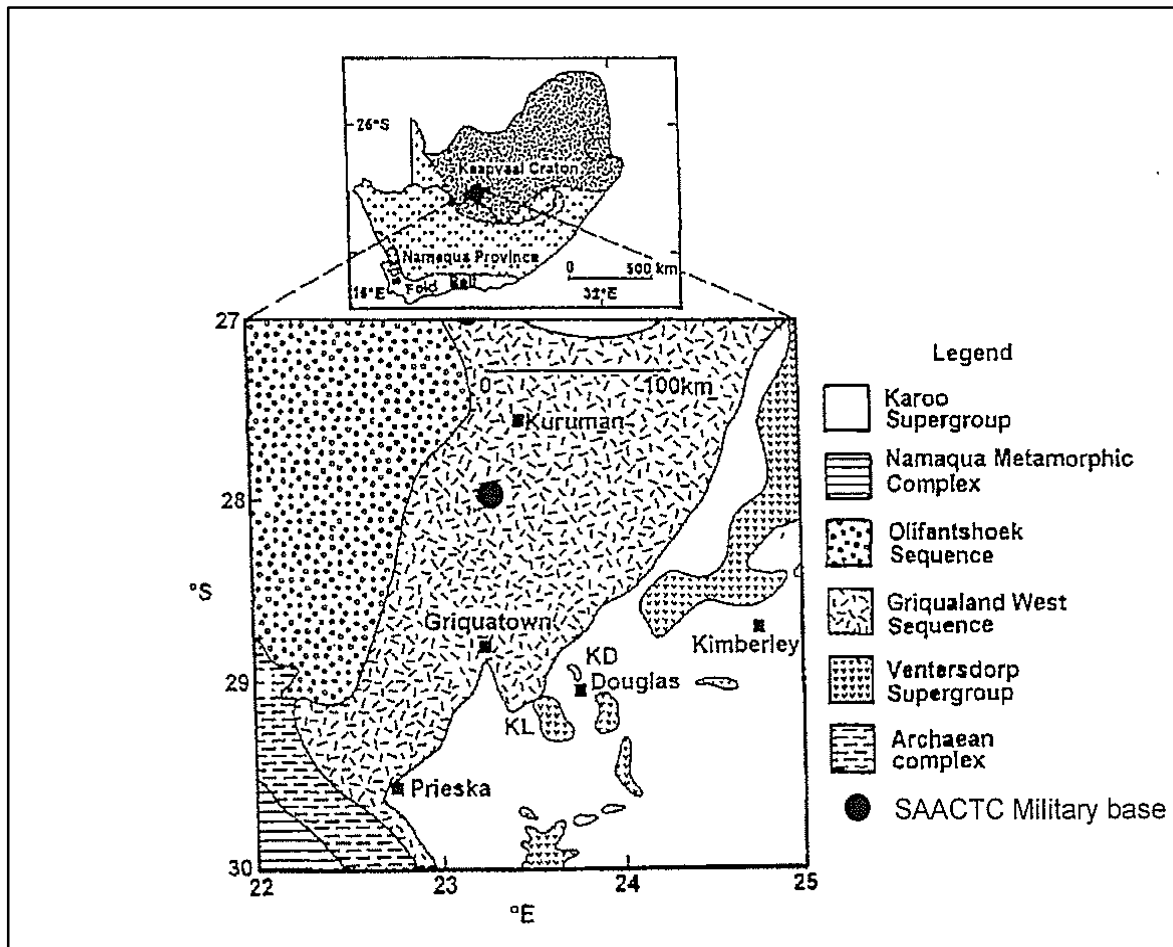 26°S
Kaapvaal Craton
Namaqua Province
0 500 km
Fold Belt
32°E
27
Legend
0 100km
Karoo
Supergroup
Kuruman
Namaqua Metamorphic
Complex
28
Olifantshoek
Sequence
°S
Griqualand West
Sequence
Griquatown
Kimberley
KD
Douglas
Ventersdorp
Supergroup
29
KL
Archaean
complex
Prieska
SAACTC Military base
30
22 23 24 25
°E